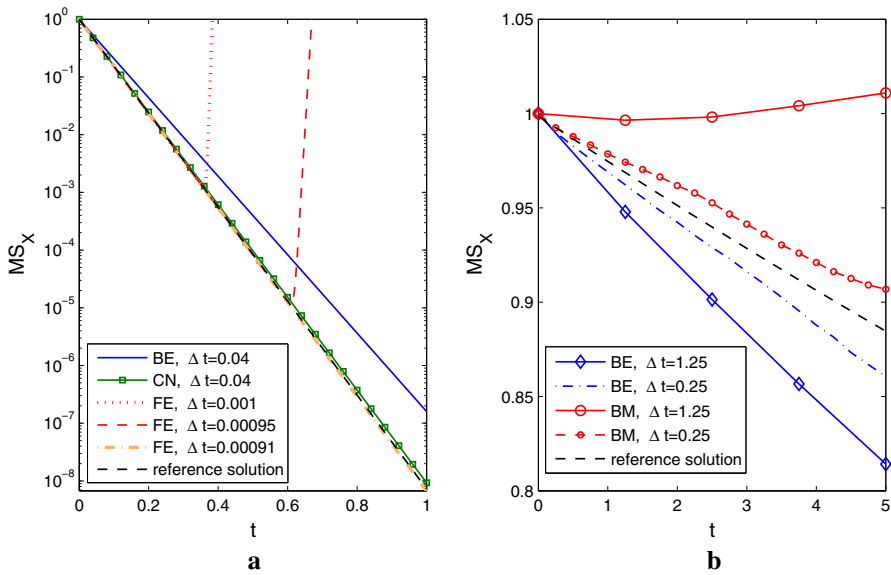 10^0
10^-1
10^-2
10^-3
10^-4
10^-5
10^-6
10^-7
10^-8
MS_X
BE, Δ t=0.04
CN, Δ t=0.04
FE, Δ t=0.001
FE, Δ t=0.00095
FE, Δ t=0.00091
reference solution
0 0.2 0.4 0.6 0.8 1
t
a
1.05
1
0.95
0.9
0.85
0.8
MS_X
BE, Δ t=1.25
BE, Δ t=0.25
BM, Δ t=1.25
BM, Δ t=0.25
reference solution
0 1 2 3 4 5
t
b